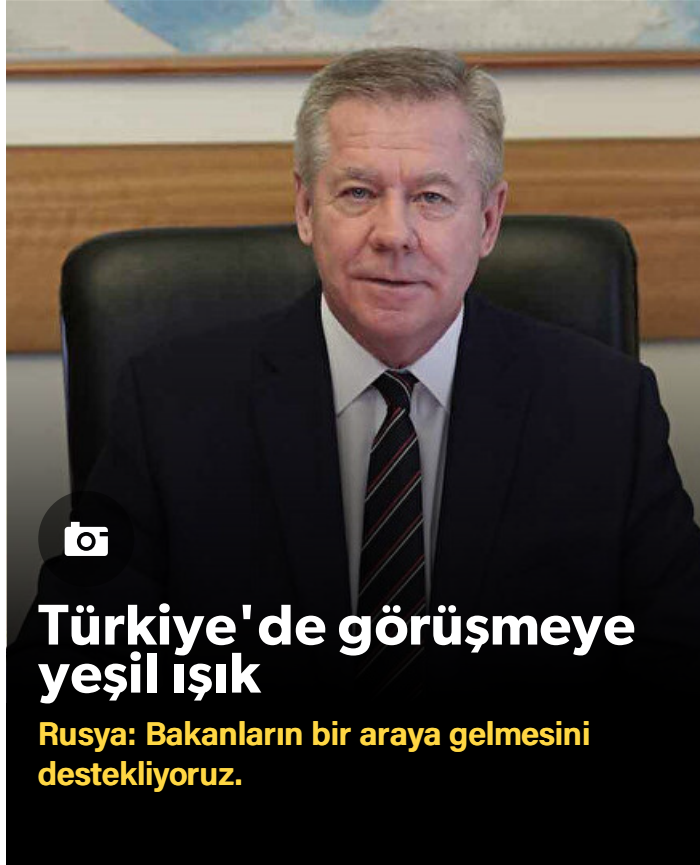 Türkiye'de görüşmeye
yeşil ışık
Rusya: Bakanların bir araya gelmesini
destekliyoruz.